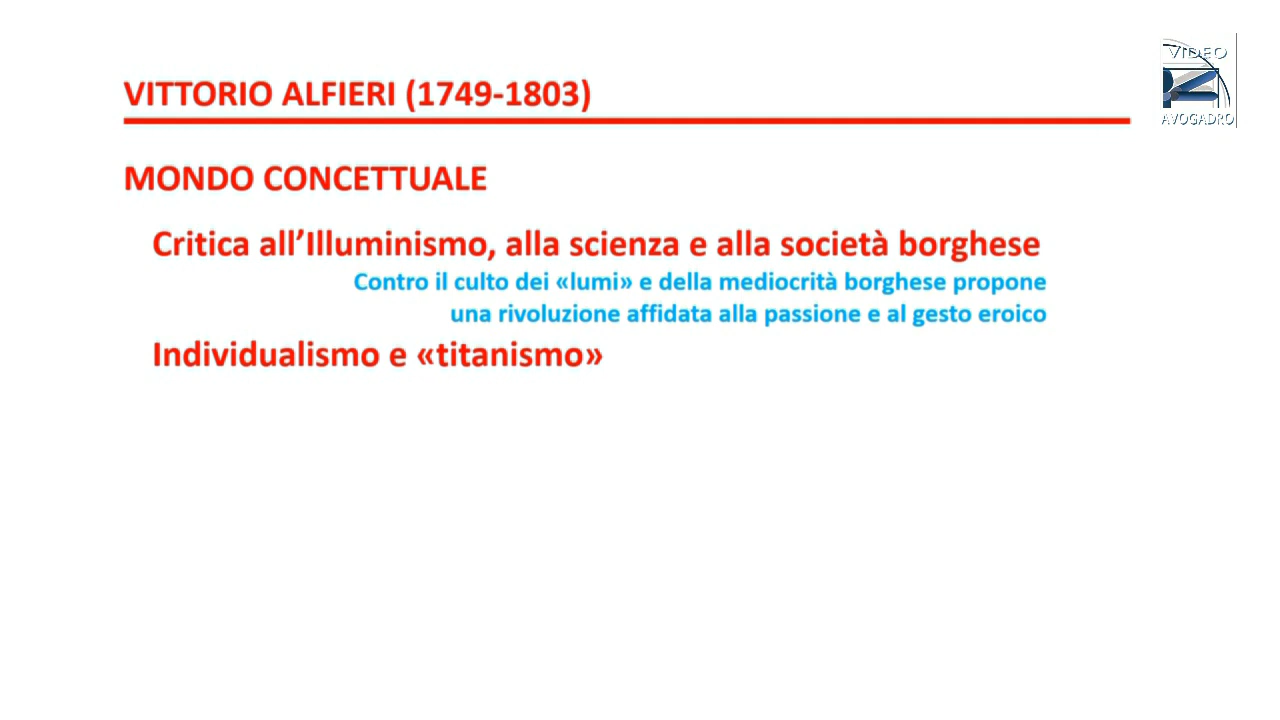 VITTORIO ALFIERI (1749-1803)
VIDEO
AVOGADRO
MONDO CONCETTUALE
Critica all’Illuminismo, alla scienza e alla società borghese
Contro il culto dei «lumi» e della mediocrità borghese propone
una rivoluzione affidata alla passione e al gesto eroico
Individualismo e «titanismo»